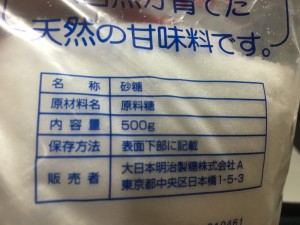 天然の甘味料です。
名 称 砂糖
原材料名 原料糖
内 容 量 500g
保存方法 表面下部に記載
販 売 者 大日本明治製糖株式会社A
東京都中央区日本橋1-5-3